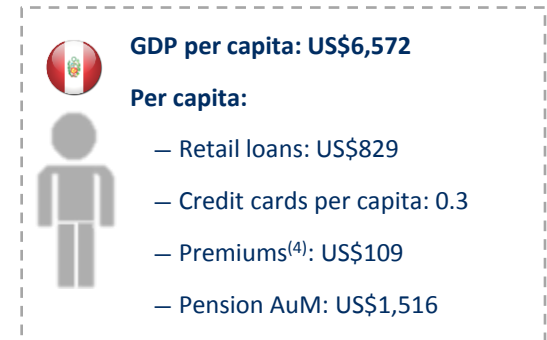 GDP per capita: US$6,572
Per capita:
— Retail loans: US$829
— Credit cards per capita: 0.3
— Premiums(4): US$109
— Pension AuM: US$1,516